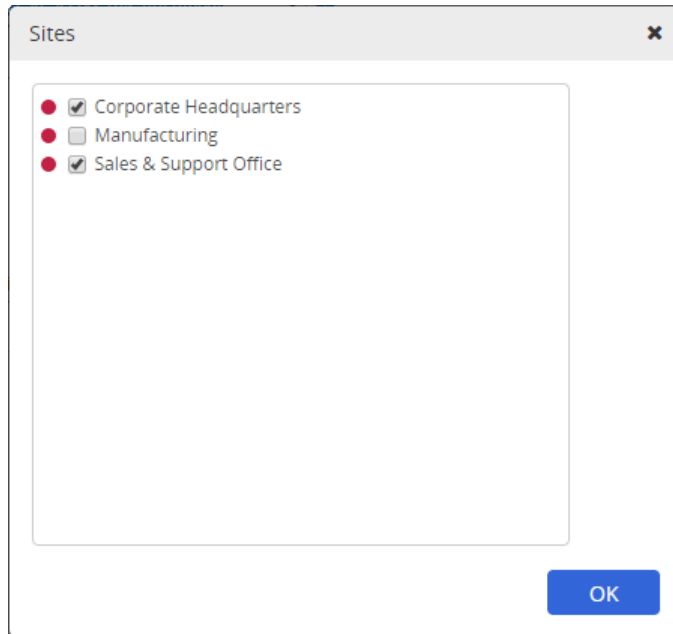 Sites
Corporate Headquarters
Manufacturing
Sales & Support Office
OK